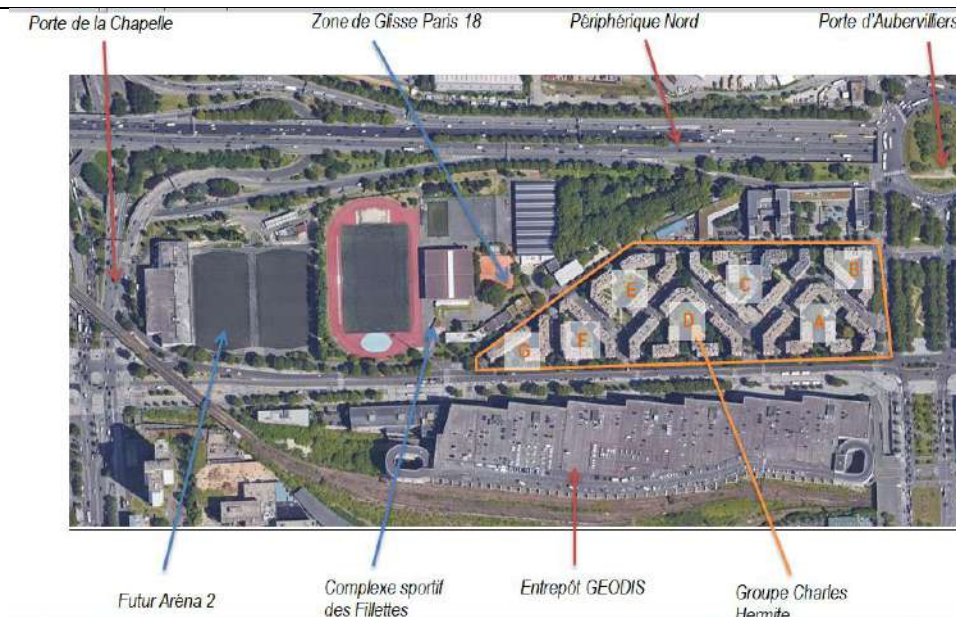 Porte de la Chapelle
Zone de Glisse Paris 18
Périphérique Nord
Porte d'Aubervilliers
B
E
C
D
A
F
G
Futur Aréna 2
Complexe sportif
des Fillettes
Entrepôt GEODIS
Groupe Charles
Hermite